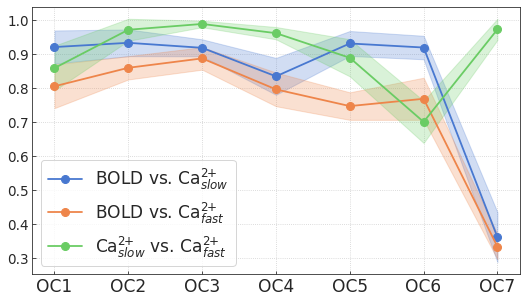 1.0
0.9
0.8
0.7
0.6
0.5
0.4
0.3
BOLD vs. Ca²⁺slow
BOLD vs. Ca²⁺fast
Ca²⁺slow vs. Ca²⁺fast
OC1 OC2 OC3 OC4 OC5 OC6 OC7